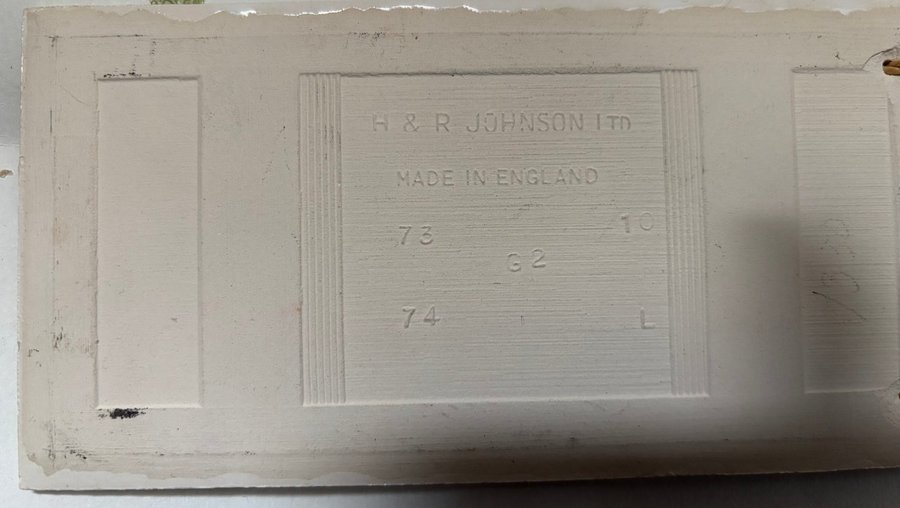 H & R JOHNSON LTD
MADE IN ENGLAND
73 10
G2
74 L